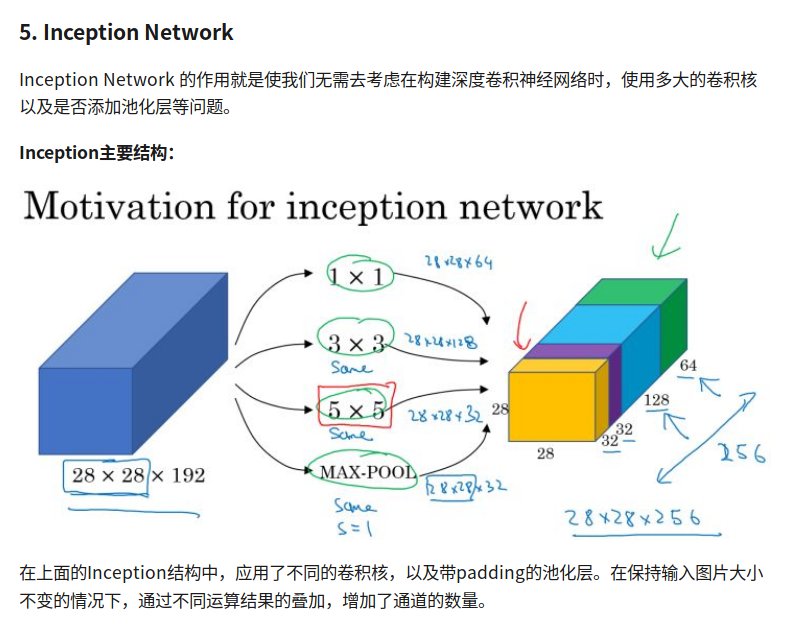 5. Inception Network
Inception Network 的作用就是使我们无需去考虑在构建深度卷积神经网络时，使用多大的卷积核
以及是否添加池化层等问题。
Inception主要结构：
Motivation for inception network
1 × 1
28×28×64
3 × 3
28×28×128
Same
5 × 5
28×28×32
Same
MAX-POOL
28×28×32
Same
s=1
28 × 28 × 192
28
28
32
32
128
64
256
28×28×256
在上面的Inception结构中，应用了不同的卷积核，以及带padding的池化层。在保持输入图片大小
不变的情况下，通过不同运算结果的叠加，增加了通道的数量。